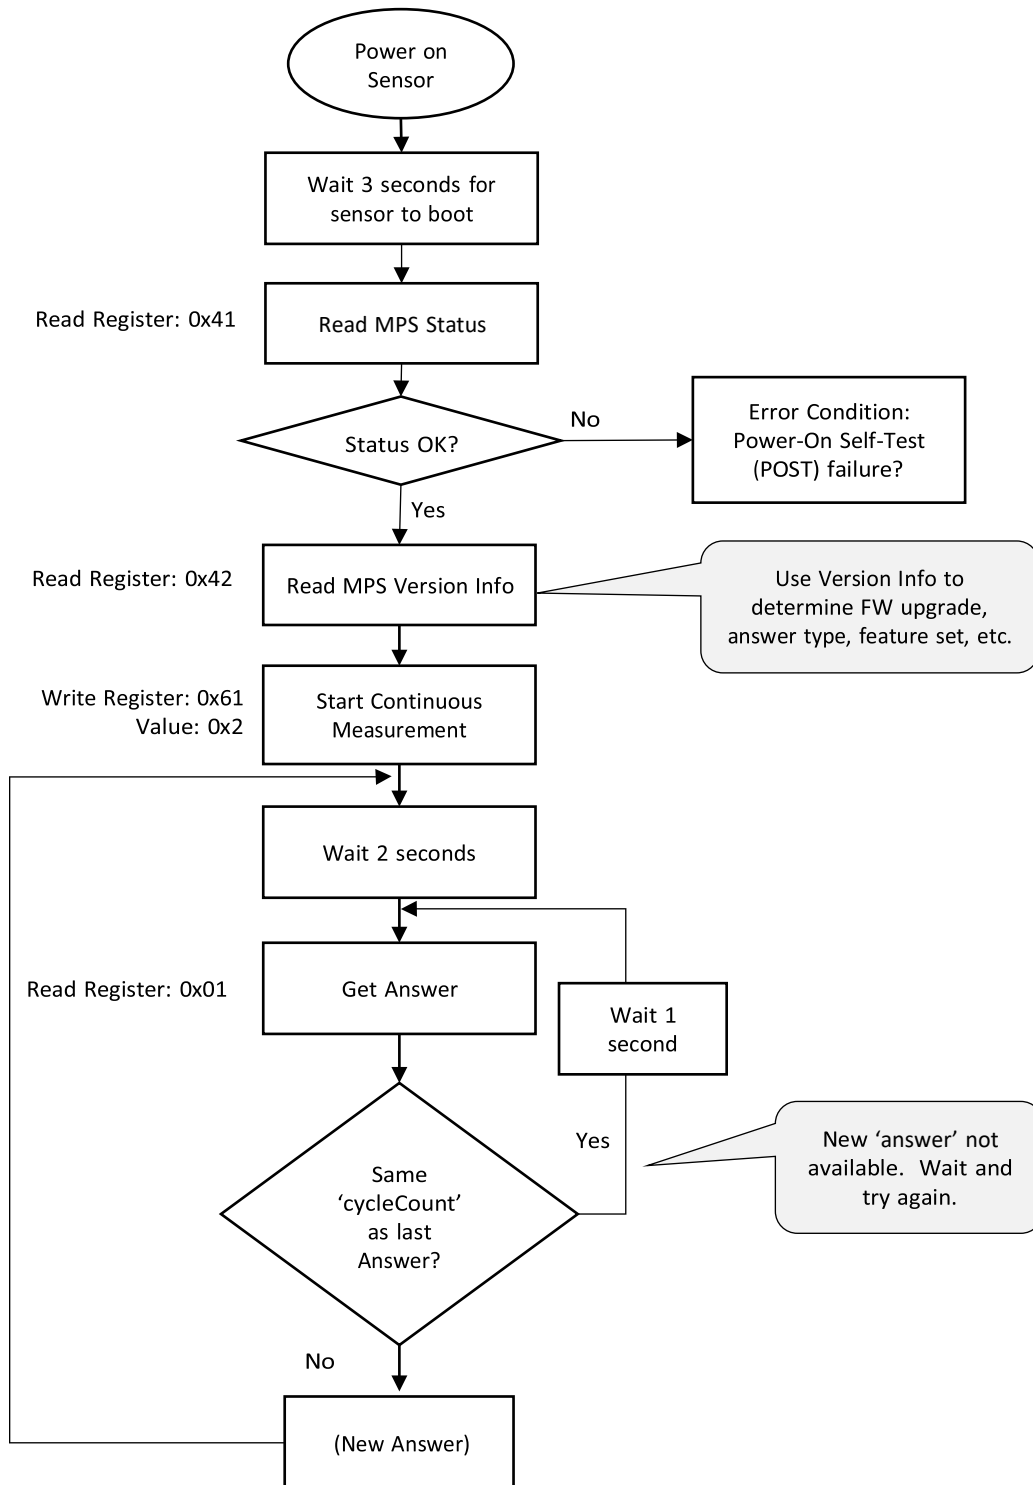 Power on
Sensor
Wait 3 seconds for
sensor to boot
Read Register: 0x41
Read MPS Status
Status OK?
No
Error Condition:
Power-On Self-Test
(POST) failure?
Yes
Read Register: 0x42
Read MPS Version Info
Use Version Info to
determine FW upgrade,
answer type, feature set, etc.
Write Register: 0x61
Value: 0x2
Start Continuous
Measurement
Wait 2 seconds
Read Register: 0x01
Get Answer
Wait 1
second
Yes
New ‘answer’ not
available.  Wait and
try again.
Same
‘cycleCount’
as last
Answer?
No
(New Answer)